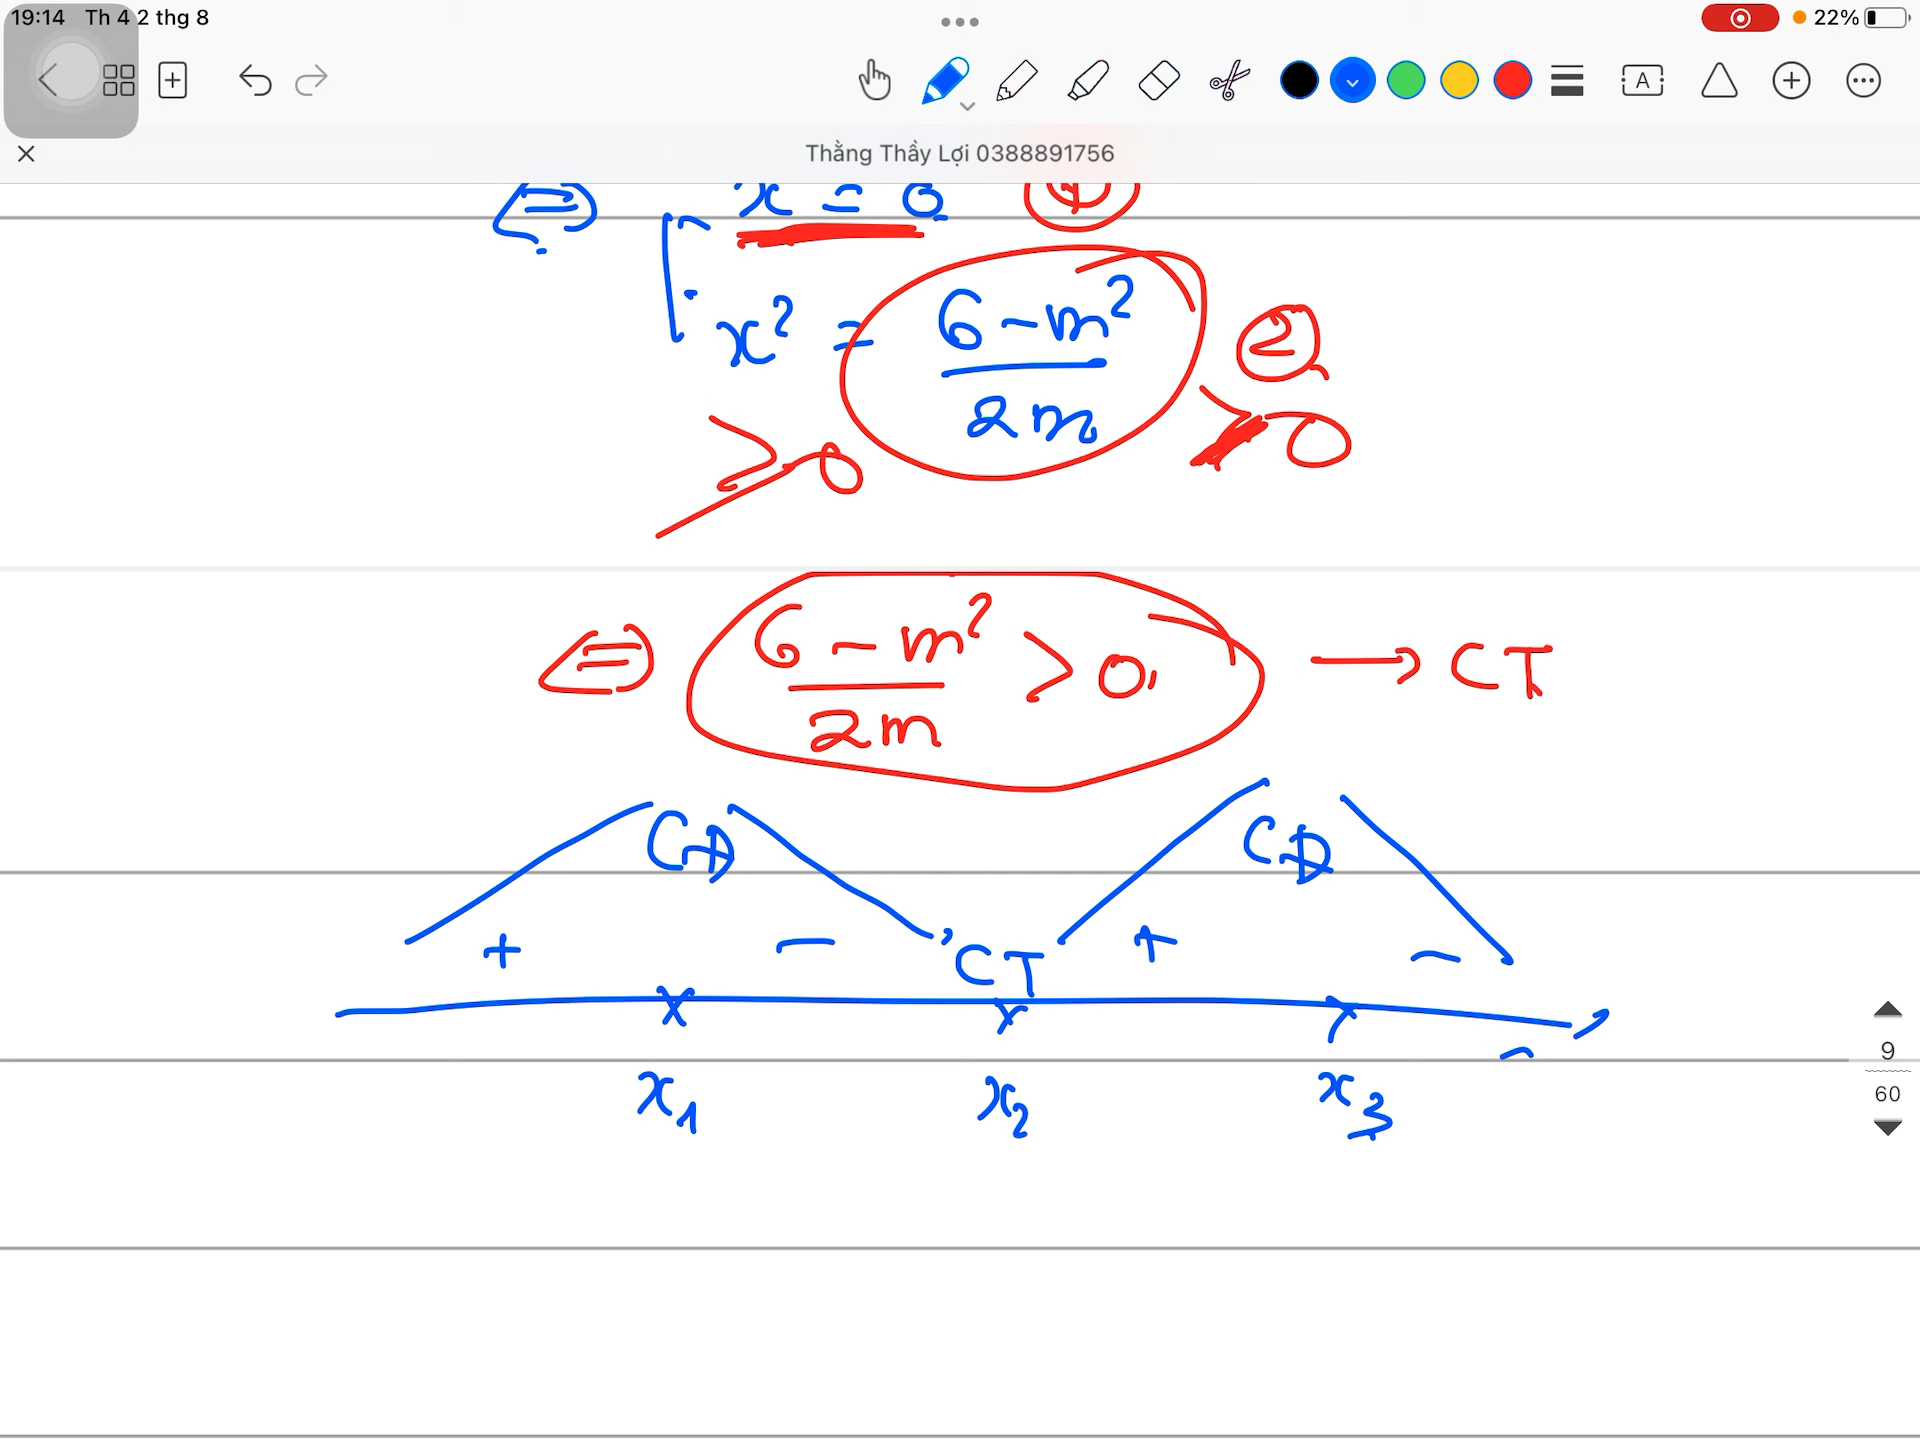 19:14 Th 4 2 thg 8
22%
A
Thằng Thầy Lợi 0388891756
⇔ x = 0 ①
x² = (6 - m²)/(2m) ②
≥ 0 > 0
⇔ (6 - m²)/(2m) > 0 → CT
CĐ CĐ
+ − CT + −
x₁ x₂ x₃
9
60